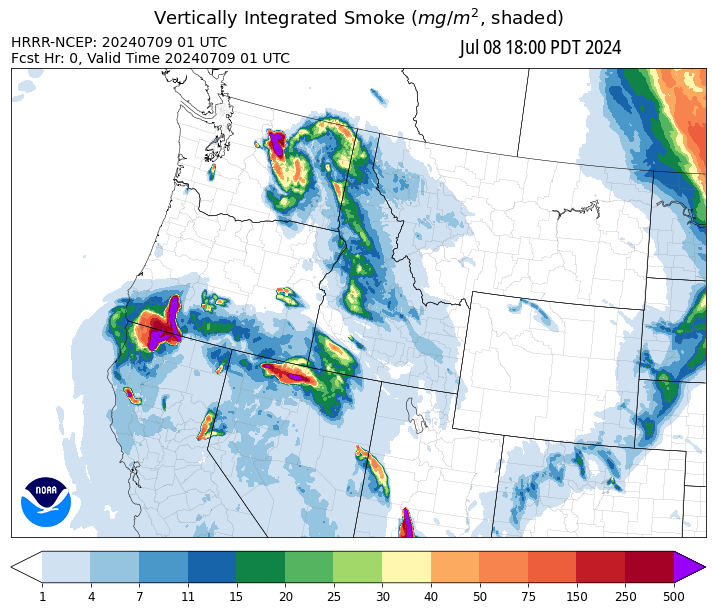 Vertically Integrated Smoke (mg/m², shaded)
HRRR-NCEP: 20240709 01 UTC
Jul 08 18:00 PDT 2024
Fcst Hr: 0, Valid Time 20240709 01 UTC
NOAA
1 4 7 11 15 20 25 30 40 50 75 150 250 500